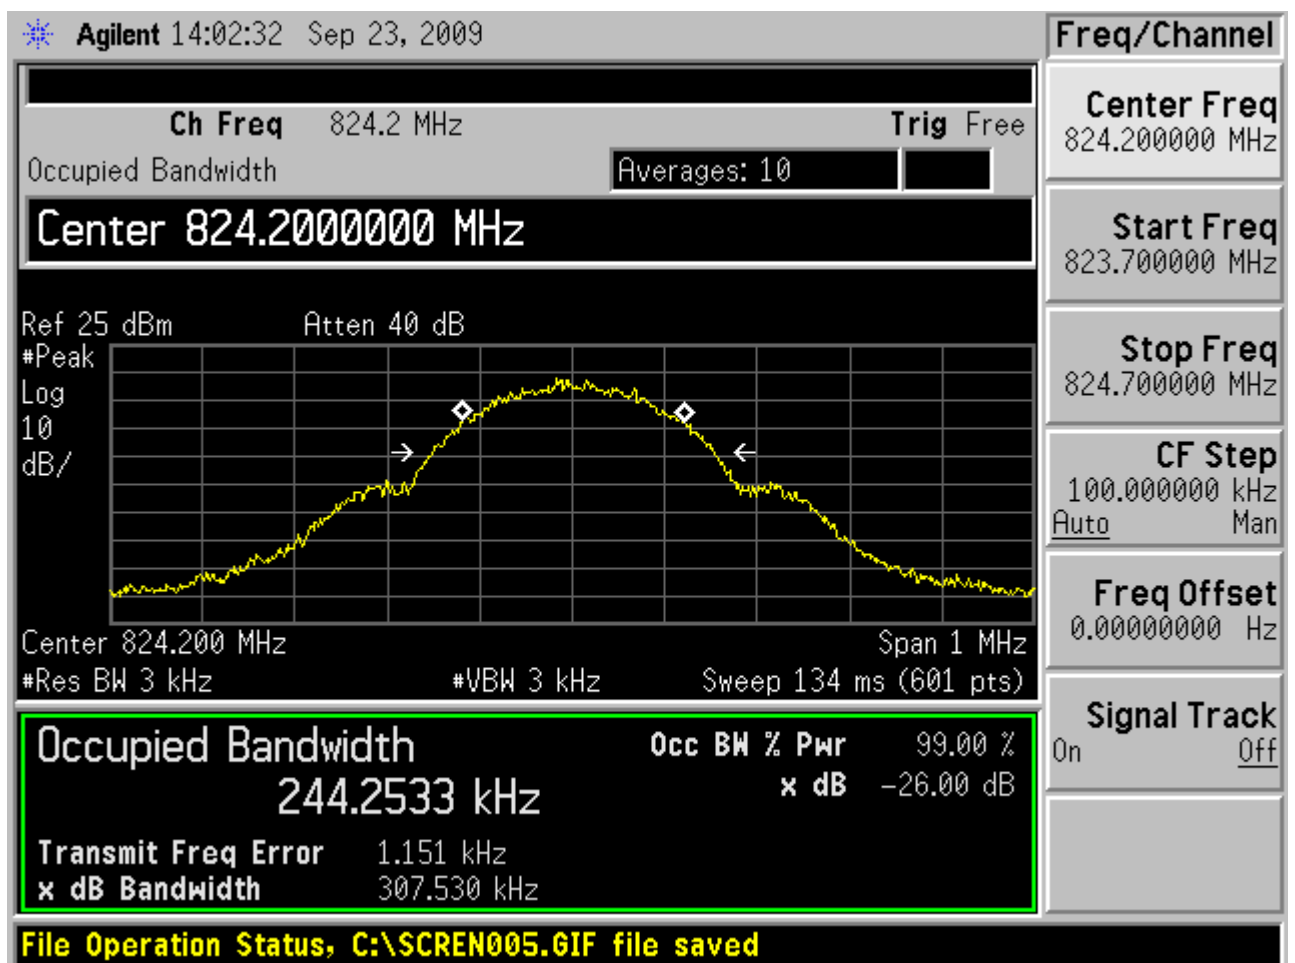 Agilent 14:02:32 Sep 23, 2009
Freq/Channel
Ch Freq 824.2 MHz Trig Free
Occupied Bandwidth Averages: 10
Center 824.2000000 MHz
Ref 25 dBm Atten 40 dB
#Peak
Log
10
dB/
Center 824.200 MHz Span 1 MHz
#Res BW 3 kHz #VBW 3 kHz Sweep 134 ms (601 pts)
Occupied Bandwidth Occ BW % Pwr 99.00 %
244.2533 kHz x dB -26.00 dB
Transmit Freq Error 1.151 kHz
x dB Bandwidth 307.530 kHz
Center Freq
824.200000 MHz
Start Freq
823.700000 MHz
Stop Freq
824.700000 MHz
CF Step
100.000000 kHz
Auto Man
Freq Offset
0.00000000 Hz
Signal Track
On Off
File Operation Status, C:\SCREN005.GIF file saved